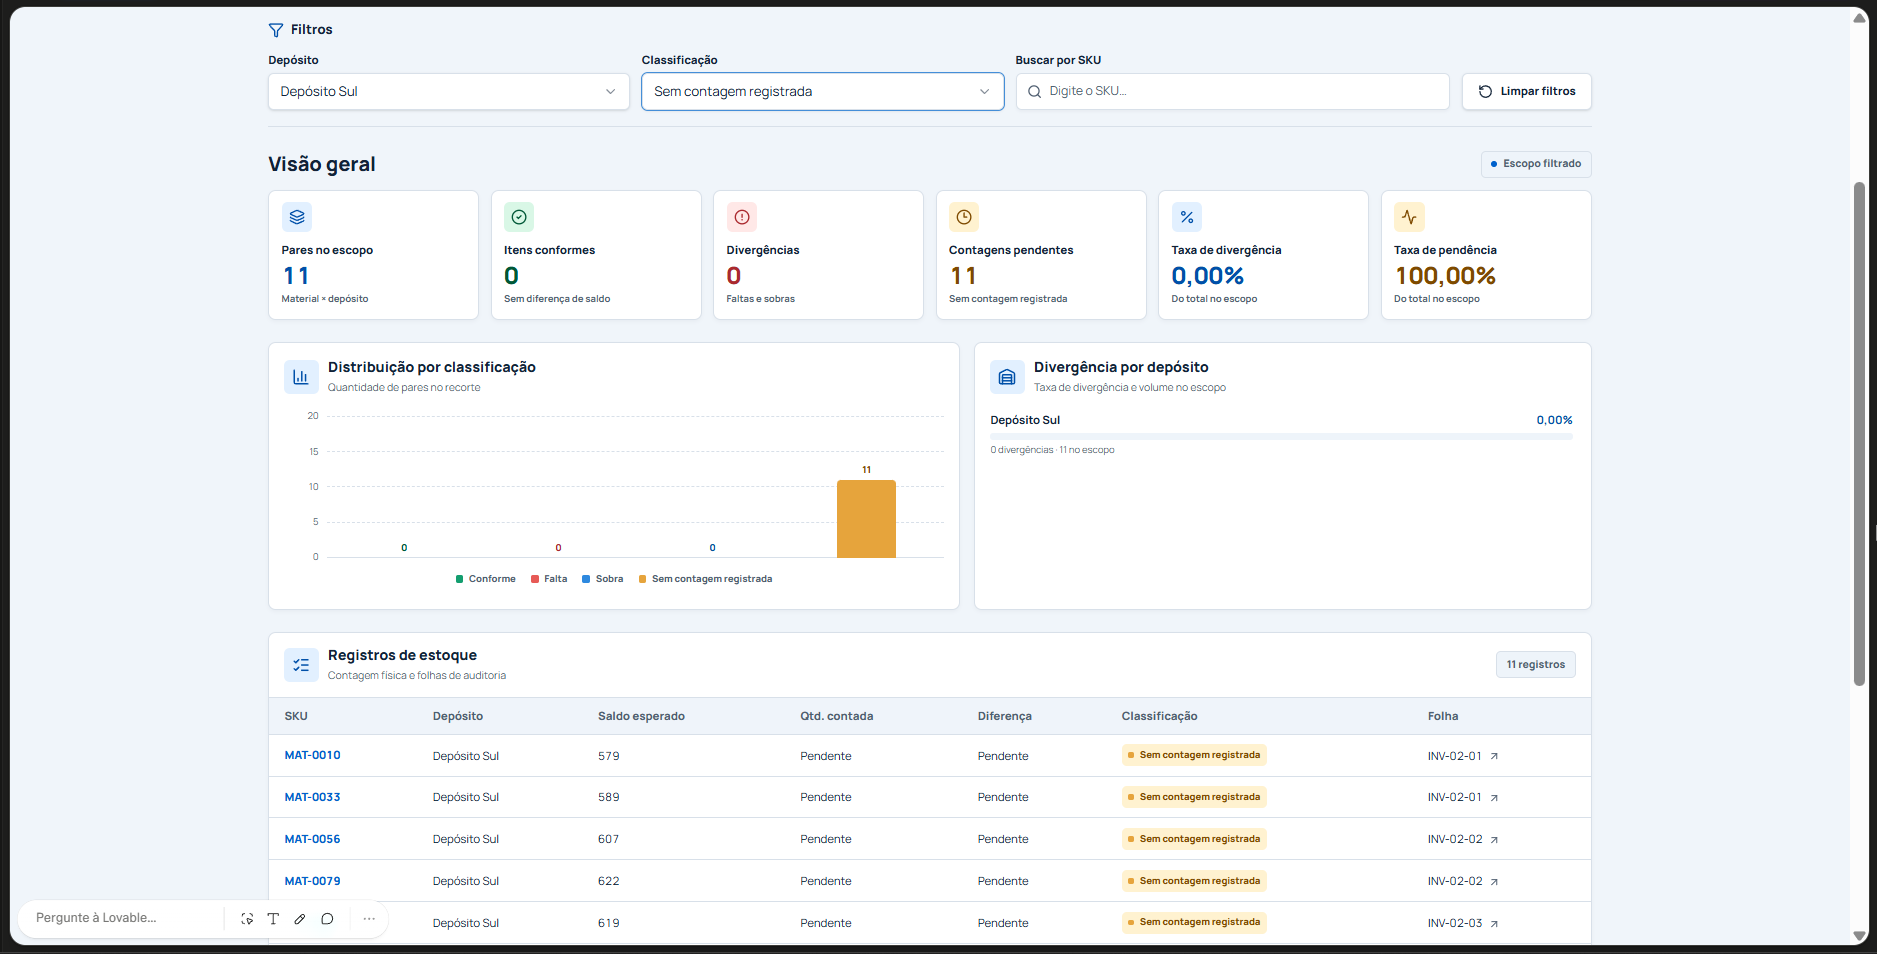 Filtros
Depósito
Classificação
Buscar por SKU
Depósito Sul
Sem contagem registrada
Digite o SKU...
Limpar filtros
Visão geral
Escopo filtrado
Pares no escopo
11
Material × depósito
Itens conformes
0
Sem diferença de saldo
Divergências
0
Faltas e sobras
Contagens pendentes
11
Sem contagem registrada
Taxa de divergência
0,00%
Do total no escopo
Taxa de pendência
100,00%
Do total no escopo
Distribuição por classificação
Quantidade de pares no recorte
20
15
10
5
0
0
0
0
11
Conforme Falta Sobra Sem contagem registrada
Divergência por depósito
Taxa de divergência e volume no escopo
Depósito Sul 0,00%
0 divergências · 11 no escopo
Registros de estoque
Contagem física e folhas de auditoria
11 registros
SKU Depósito Saldo esperado Qtd. contada Diferença Classificação Folha
MAT-0010 Depósito Sul 579 Pendente Pendente Sem contagem registrada INV-02-01
MAT-0033 Depósito Sul 589 Pendente Pendente Sem contagem registrada INV-02-01
MAT-0056 Depósito Sul 607 Pendente Pendente Sem contagem registrada INV-02-02
MAT-0079 Depósito Sul 622 Pendente Pendente Sem contagem registrada INV-02-02
Depósito Sul 619 Pendente Pendente Sem contagem registrada INV-02-03
Pergunte à Lovable...